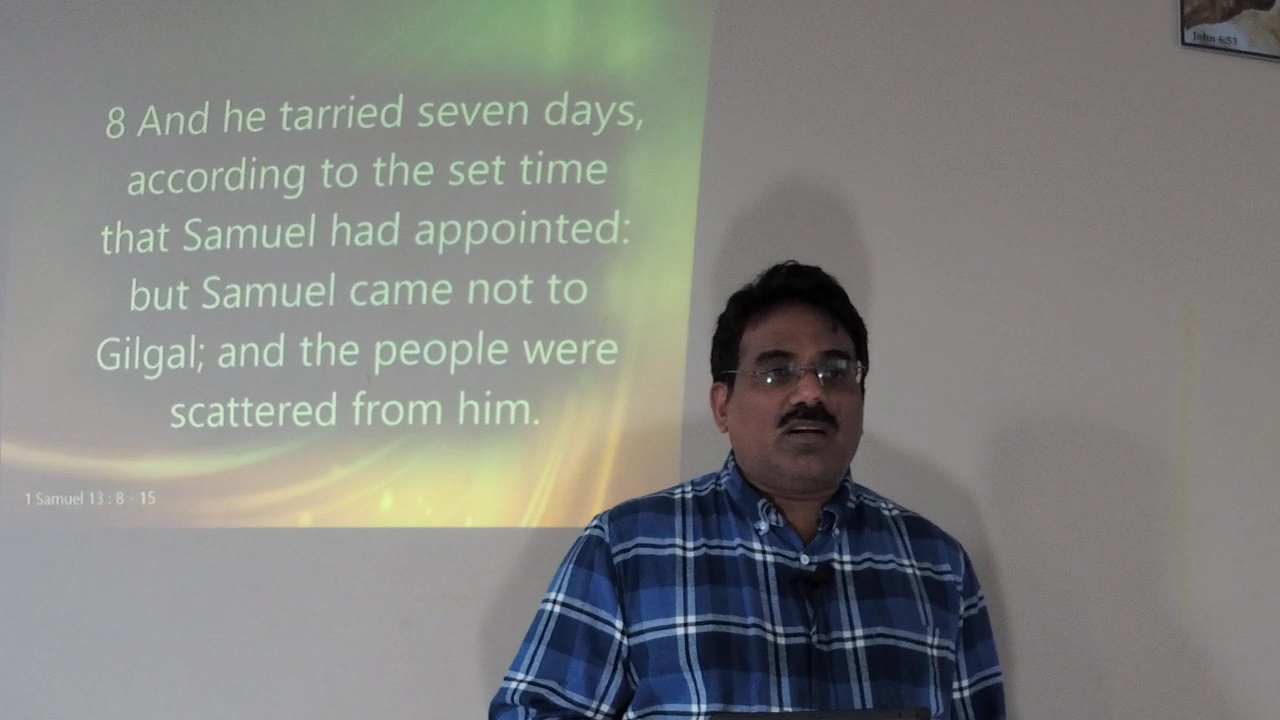 8 And he tarried seven days,
according to the set time
that Samuel had appointed:
but Samuel came not to
Gilgal; and the people were
scattered from him.
1 Samuel 13 : 8 - 15
John 6:53